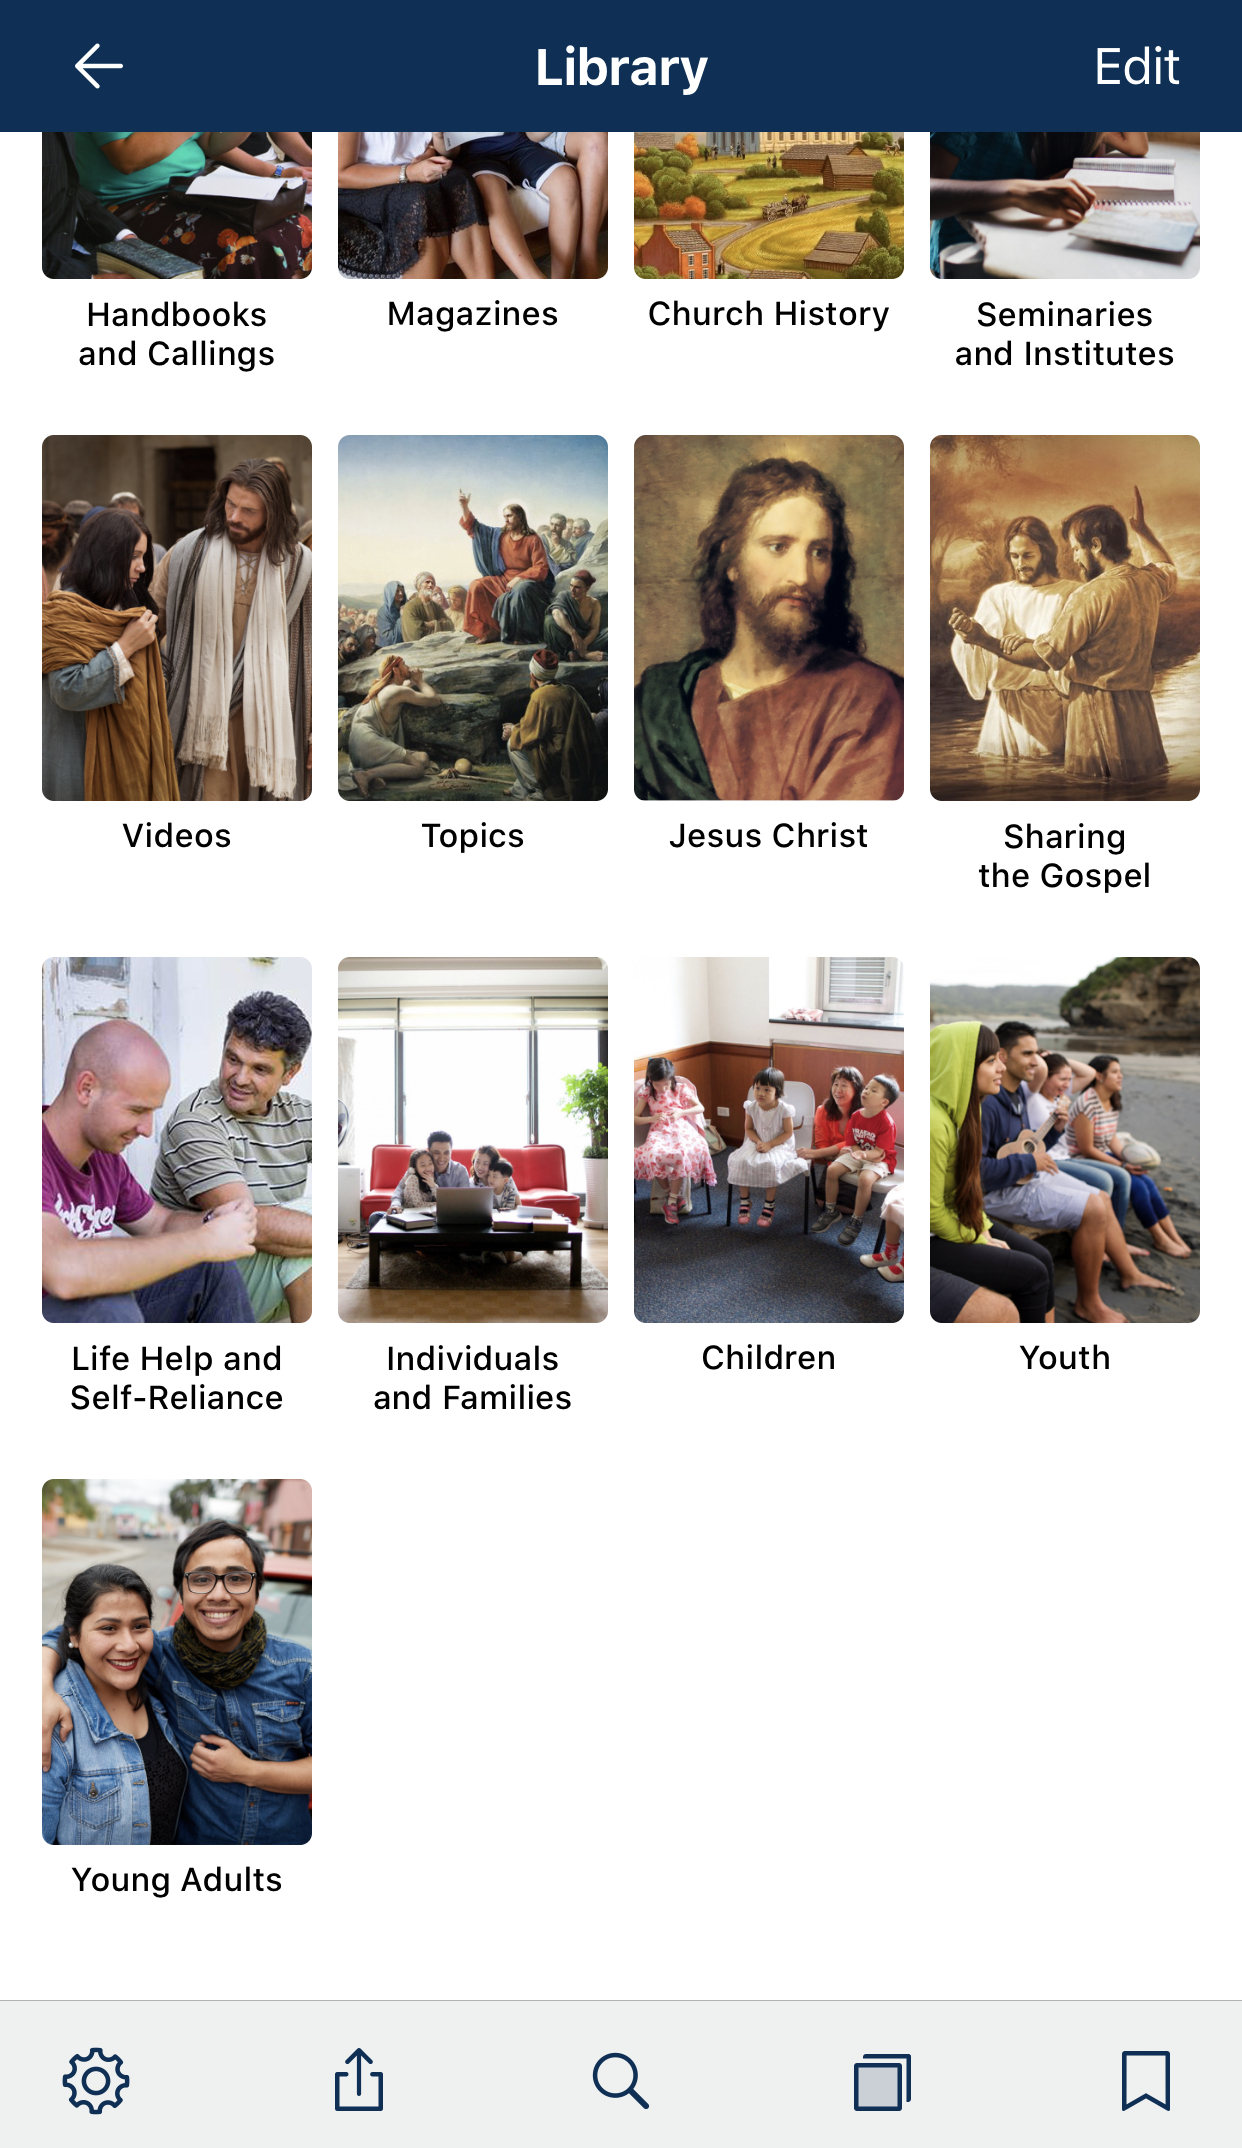 Library
Edit
Handbooks
and Callings
Magazines
Church History
Seminaries
and Institutes
Videos
Topics
Jesus Christ
Sharing
the Gospel
Life Help and
Self-Reliance
Individuals
and Families
Children
Youth
Young Adults